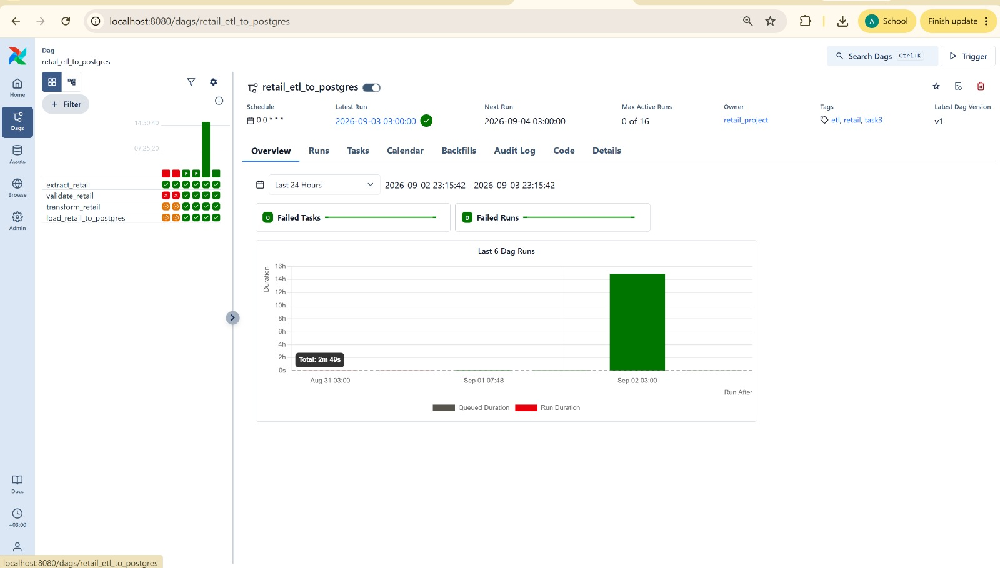 localhost:8080/dags/retail_etl_to_postgres
A School
Finish update
Dag
retail_etl_to_postgres
Search Dags Ctrl+K
Trigger
Home
Dags
Assets
Browse
Admin
Docs
+03:00
+ Filter
14:50:40
07:25:20
extract_retail
validate_retail
transform_retail
load_retail_to_postgres
retail_etl_to_postgres
Schedule
0 0 * * *
Latest Run
2026-09-03 03:00:00
Next Run
2026-09-04 03:00:00
Max Active Runs
0 of 16
Owner
retail_project
Tags
etl, retail, task3
Latest Dag Version
v1
Overview Runs Tasks Calendar Backfills Audit Log Code Details
Last 24 Hours 2026-09-02 23:15:42 - 2026-09-03 23:15:42
0 Failed Tasks
0 Failed Runs
Last 6 Dag Runs
Duration
16h
14h
12h
10h
8h
6h
4h
2h
0s
Total: 2m 49s
Aug 31 03:00 Sep 01 07:48 Sep 02 03:00
Run After
Queued Duration Run Duration
localhost:8080/dags/retail_etl_to_postgres